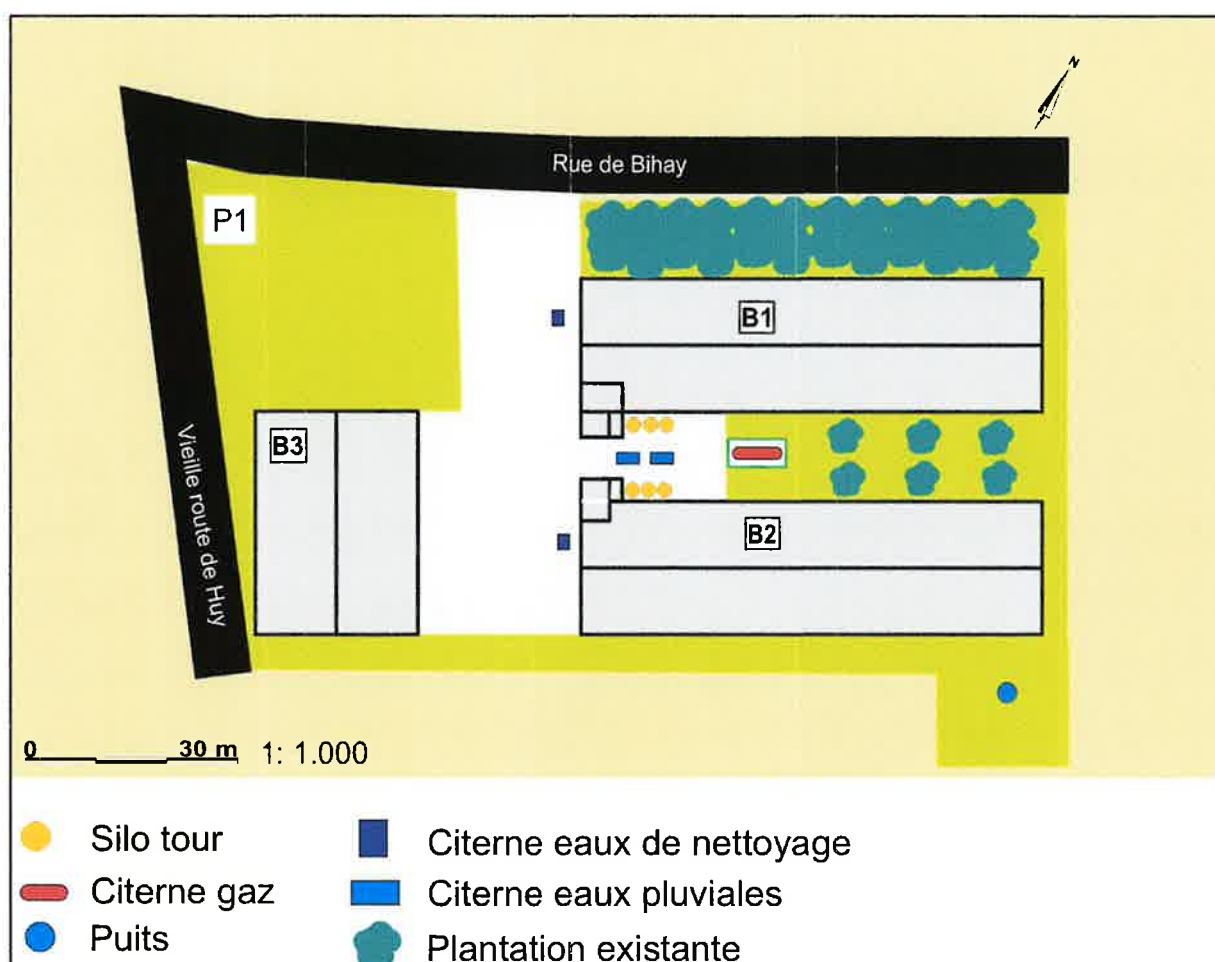 N
Rue de Bihay
P1
B1
B3
Vieille route de Huy
B2
0 30 m 1: 1.000
Silo tour
Citerne eaux de nettoyage
Citerne gaz
Citerne eaux pluviales
Puits
Plantation existante